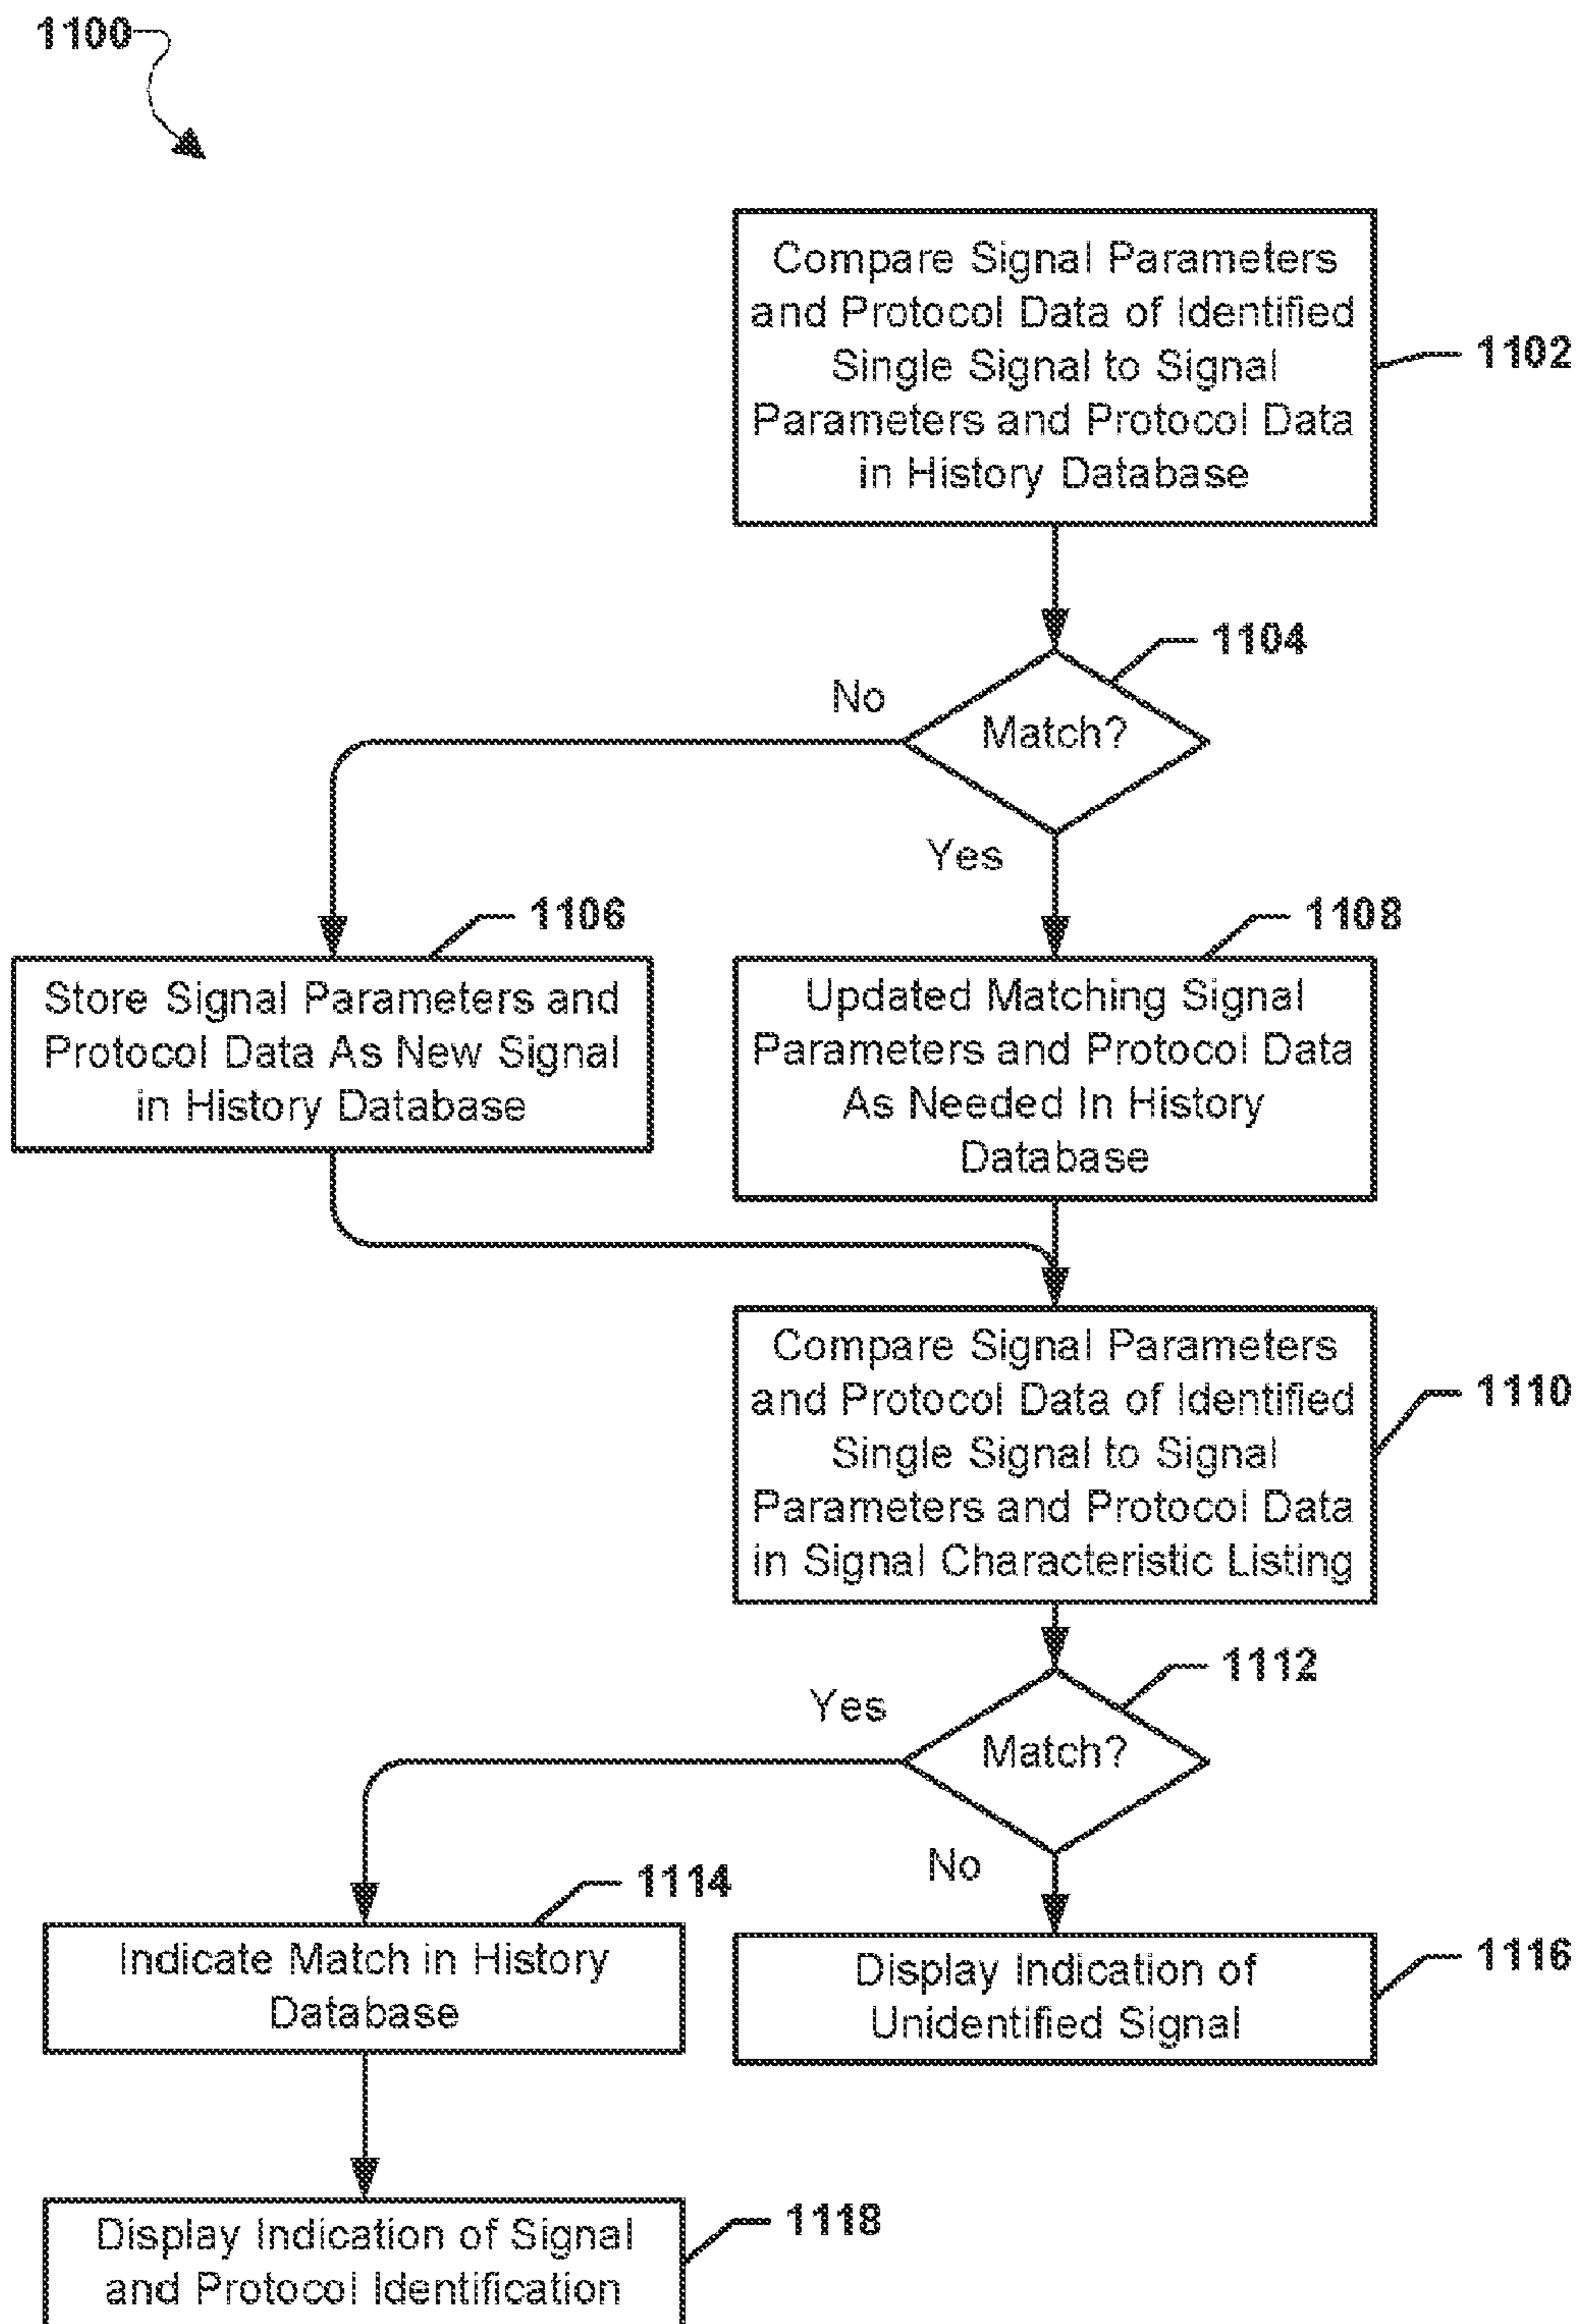 1100
Compare Signal Parameters
and Protocol Data of Identified
Single Signal to Signal
Parameters and Protocol Data
in History Database
1102
1104
No
Match?
Yes
1106
1108
Store Signal Parameters and
Protocol Data As New Signal
in History Database
Updated Matching Signal
Parameters and Protocol Data
As Needed In History
Database
Compare Signal Parameters
and Protocol Data of Identified
Single Signal to Signal
Parameters and Protocol Data
in Signal Characteristic Listing
1110
1112
Yes
Match?
No
1114
Indicate Match in History
Database
Display Indication of
Unidentified Signal
1116
Display Indication of Signal
and Protocol Identification
1118